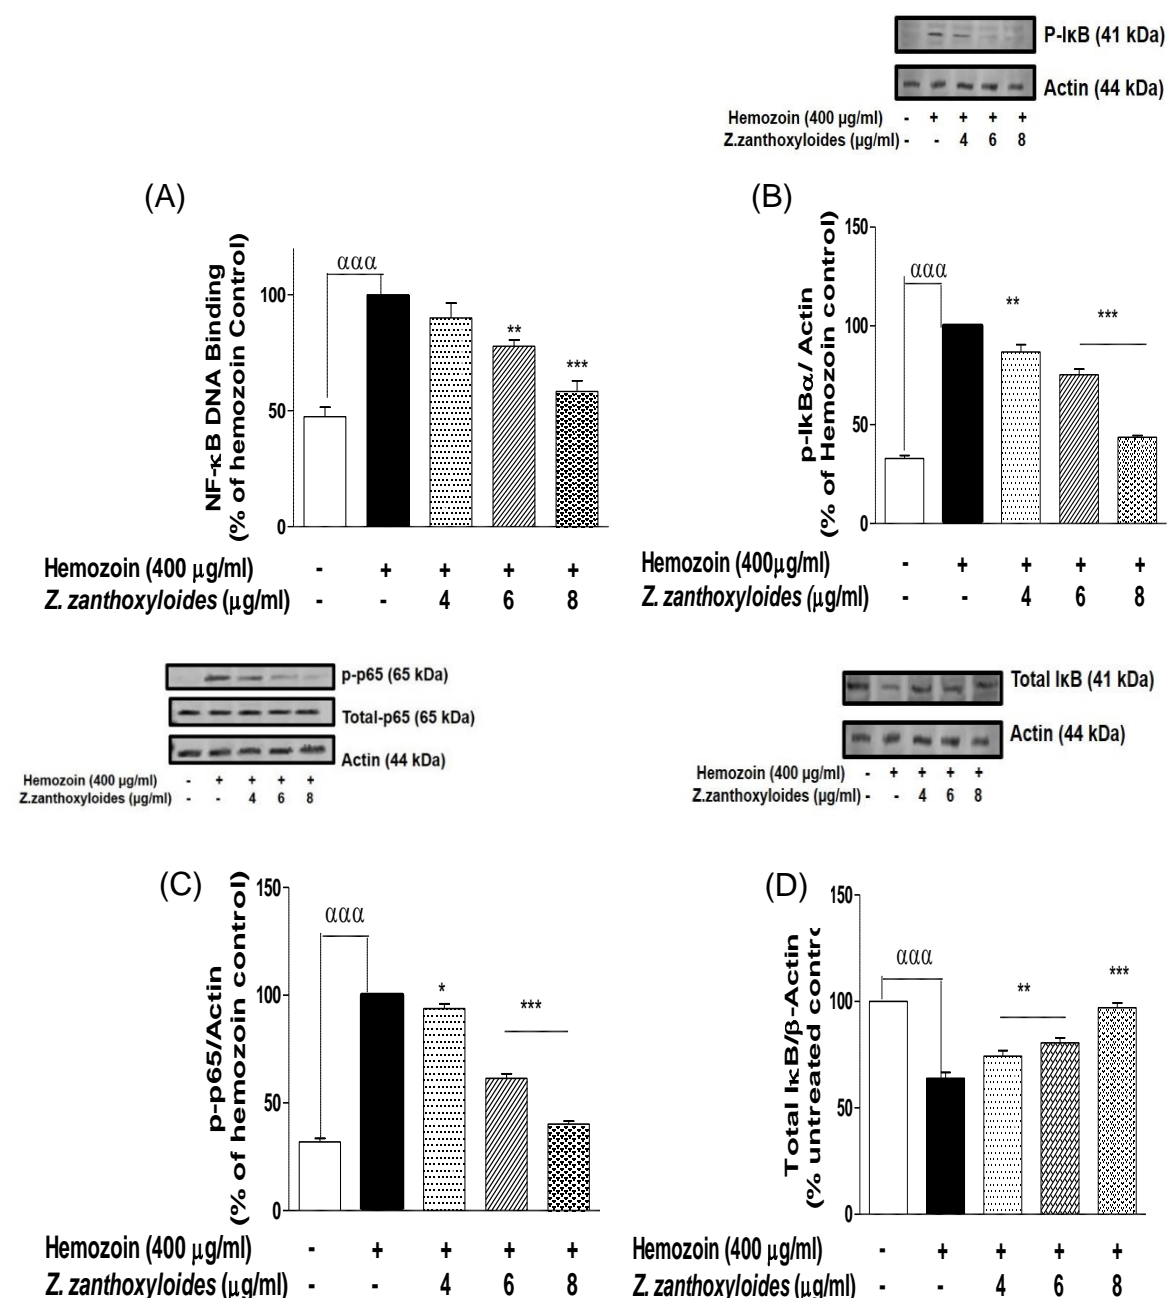 P-IκB (41 kDa)
Actin (44 kDa)
Hemozoin (400 µg/ml) - + + + +
Z.zanthoxyloides (µg/ml) - - 4 6 8
(A)
NF-κB DNA Binding
(% of hemozoin Control)
100
50
0
ααα
**
***
Hemozoin (400 µg/ml) - + + + +
Z. zanthoxyloides (µg/ml) - - 4 6 8
(B)
p-IkBα/ Actin
(% of Hemozoin control)
150
100
50
0
ααα
**
***
Hemozoin (400µg/ml) - + + + +
Z. zanthoxyloides (µg/ml) - - 4 6 8
p-p65 (65 kDa)
Total-p65 (65 kDa)
Actin (44 kDa)
Hemozoin (400 µg/ml) - + + + +
Z.zanthoxyloides (µg/ml) - - 4 6 8
(C)
p-p65/Actin
(% of hemozoin control)
150
100
50
0
ααα
*
***
Hemozoin (400 µg/ml) - + + + +
Z. zanthoxyloides (µg/ml) - - 4 6 8
Total IκB (41 kDa)
Actin (44 kDa)
Hemozoin (400 µg/ml) - + + + +
Z.zanthoxyloides (µg/ml) - - 4 6 8
(D)
Total IκB/β-Actin
(% untreated contro
150
100
50
0
ααα
**
***
Hemozoin (400 µg/ml) - + + + +
Z. zanthoxyloides (µg/ml) - - 4 6 8